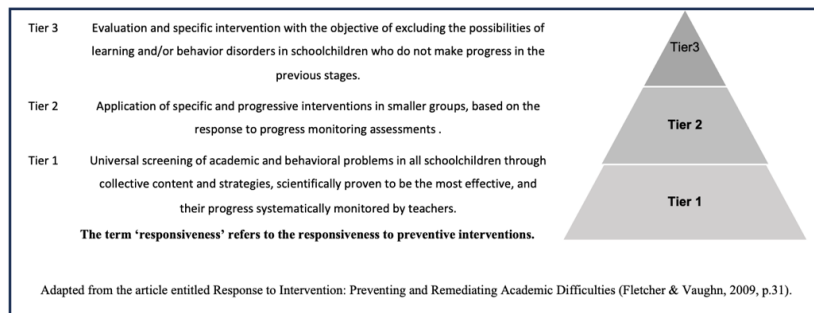 Tier 3 Evaluation and specific intervention with the objective of excluding the possibilities of
learning and/or behavior disorders in schoolchildren who do not make progress in the
previous stages.
Tier 2 Application of specific and progressive interventions in smaller groups, based on the
response to progress monitoring assessments .
Tier 1 Universal screening of academic and behavioral problems in all schoolchildren through
collective content and strategies, scientifically proven to be the most effective, and
their progress systematically monitored by teachers.
The term ‘responsiveness’ refers to the responsiveness to preventive interventions.
Tier3
Tier 2
Tier 1
Adapted from the article entitled Response to Intervention: Preventing and Remediating Academic Difficulties (Fletcher & Vaughn, 2009, p.31).